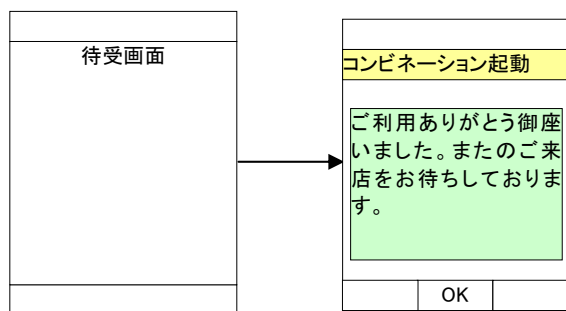 待受画面
コンビネーション起動
ご利用ありがとう御座
いました。またのご来
店をお待ちしておりま
す。
OK